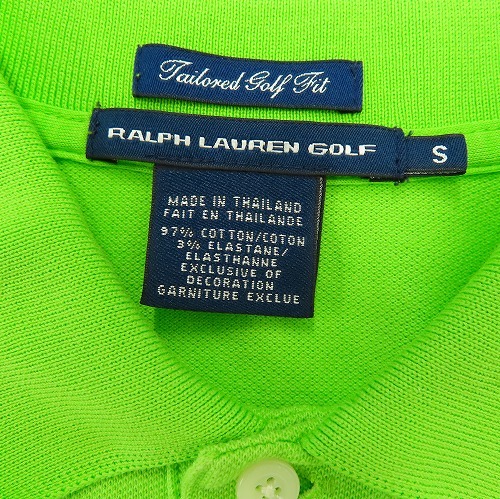 Tailored Golf Fit
RALPH LAUREN GOLF S
MADE IN THAILAND
FAIT EN THAILANDE
97% COTTON/COTON
3% ELASTANE/
ELASTHANNE
EXCLUSIVE OF
DECORATION
GARNITURE EXCLUE